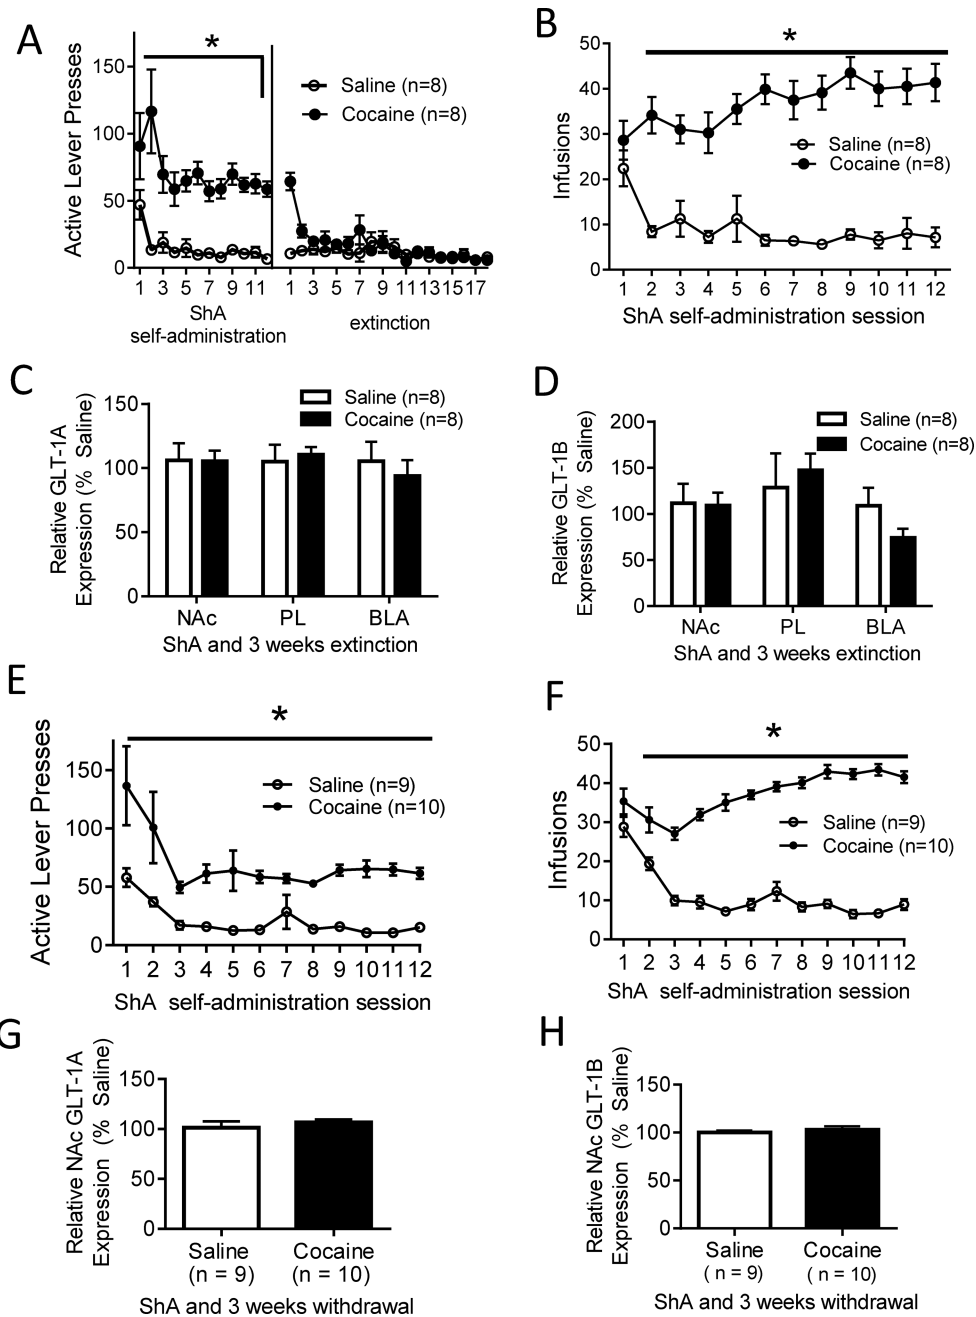 A
Active Lever Presses
150
100
50
0
*
Saline (n=8)
Cocaine (n=8)
1 3 5 7 9 11
1 3 5 7 9 11 13 15 17
ShA
self-administration
extinction
B
Infusions
50
40
30
20
10
0
*
Saline (n=8)
Cocaine (n=8)
1 2 3 4 5 6 7 8 9 10 11 12
ShA self-administration session
C
Relative GLT-1A
Expression (% Saline)
150
100
50
0
Saline (n=8)
Cocaine (n=8)
NAc PL BLA
ShA and 3 weeks extinction
D
Relative GLT-1B
Expression (% Saline)
200
150
100
50
0
Saline (n=8)
Cocaine (n=8)
NAc PL BLA
ShA and 3 weeks extinction
E
Active Lever Presses
150
100
50
0
*
Saline (n=9)
Cocaine (n=10)
1 2 3 4 5 6 7 8 9 10 11 12
ShA self-administration session
F
Infusions
50
40
30
20
10
0
*
Saline (n=9)
Cocaine (n=10)
1 2 3 4 5 6 7 8 9 10 11 12
ShA self-administration session
G
Relative NAc GLT-1A
Expression (% Saline)
150
100
50
0
Saline Cocaine
(n = 9) (n = 10)
ShA and 3 weeks withdrawal
H
Relative NAc GLT-1B
Expression (% Saline)
150
100
50
0
Saline Cocaine
( n = 9) ( n = 10)
ShA and 3 weeks withdrawal